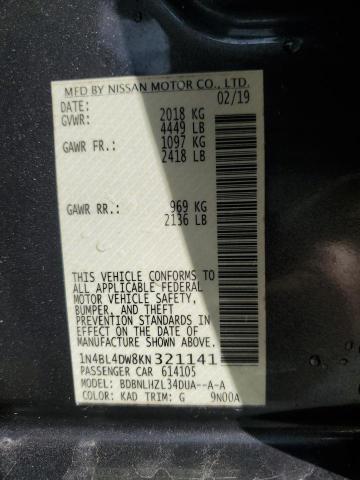 MFD BY NISSAN MOTOR CO., LTD.
DATE: 02/19
GVWR: 2018 KG
4449 LB
GAWR FR.: 1097 KG
2418 LB
GAWR RR.: 969 KG
2136 LB
THIS VEHICLE CONFORMS TO
ALL APPLICABLE FEDERAL
MOTOR VEHICLE SAFETY,
BUMPER, AND THEFT
PREVENTION STANDARDS IN
EFFECT ON THE DATE OF
MANUFACTURE SHOWN ABOVE.
1N4BL4DW8KN321141
PASSENGER CAR 614105
MODEL: BDBNLHZL34DUA--A-A
COLOR: KAD TRIM: G 9N00A